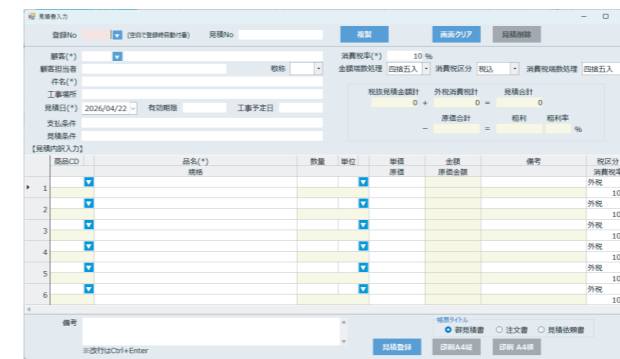 見積書入力
登録No (空白で登録時自動付番) 見積No 複製 画面クリア 見積削除
顧客(*) 消費税率(*) 10 %
顧客担当者 敬称 金額端数処理 四捨五入 消費税区分 税込 消費税端数処理 四捨五入
件名(*)
工事場所 税抜見積金額計 外税消費税計 見積合計
見積日(*) 2026/04/22 有効期限 工事予定日 0 + 0 = 0
支払条件 原価合計 粗利 粗利率
見積条件 − = %
【見積内訳入力】
商品CD 品名(*) 数量 単位 単価 金額 備考 税区分
規格 原価 原価金額 消費税率
1 外税
10
2 外税
10
3 外税
10
4 外税
10
5 外税
10
6 外税
10
備考 帳票タイトル
御見積書 注文書 見積依頼書
※改行はCtrl+Enter 見積登録 印刷A4縦 印刷 A4横